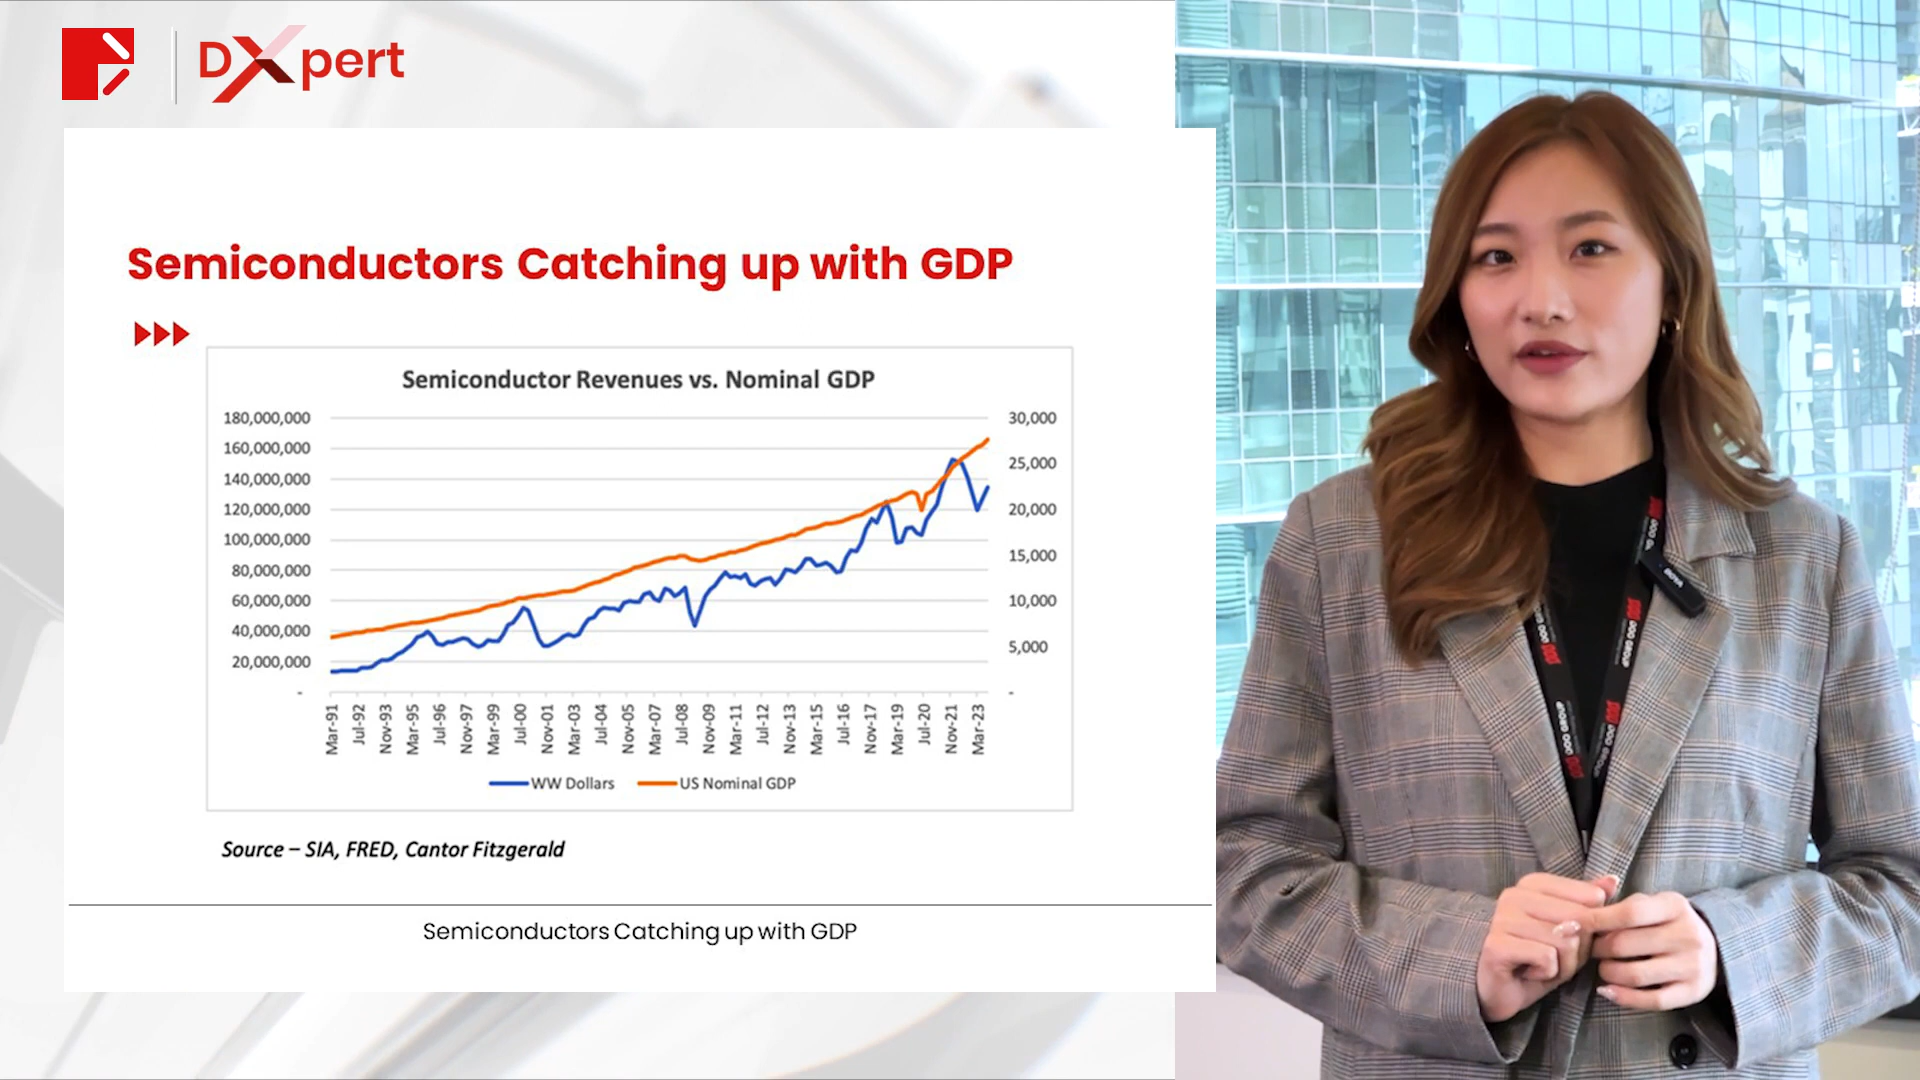 DXpert
Semiconductors Catching up with GDP
Semiconductor Revenues vs. Nominal GDP
180,000,000
160,000,000
140,000,000
120,000,000
100,000,000
80,000,000
60,000,000
40,000,000
20,000,000
-
30,000
25,000
20,000
15,000
10,000
5,000
-
Mar-91
Jul-92
Nov-93
Mar-95
Jul-96
Nov-97
Mar-99
Jul-00
Nov-01
Mar-03
Jul-04
Nov-05
Mar-07
Jul-08
Nov-09
Mar-11
Jul-12
Nov-13
Mar-15
Jul-16
Nov-17
Mar-19
Jul-20
Nov-21
Mar-23
WW Dollars
US Nominal GDP
Source – SIA, FRED, Cantor Fitzgerald
Semiconductors Catching up with GDP
GROUP
GROUP